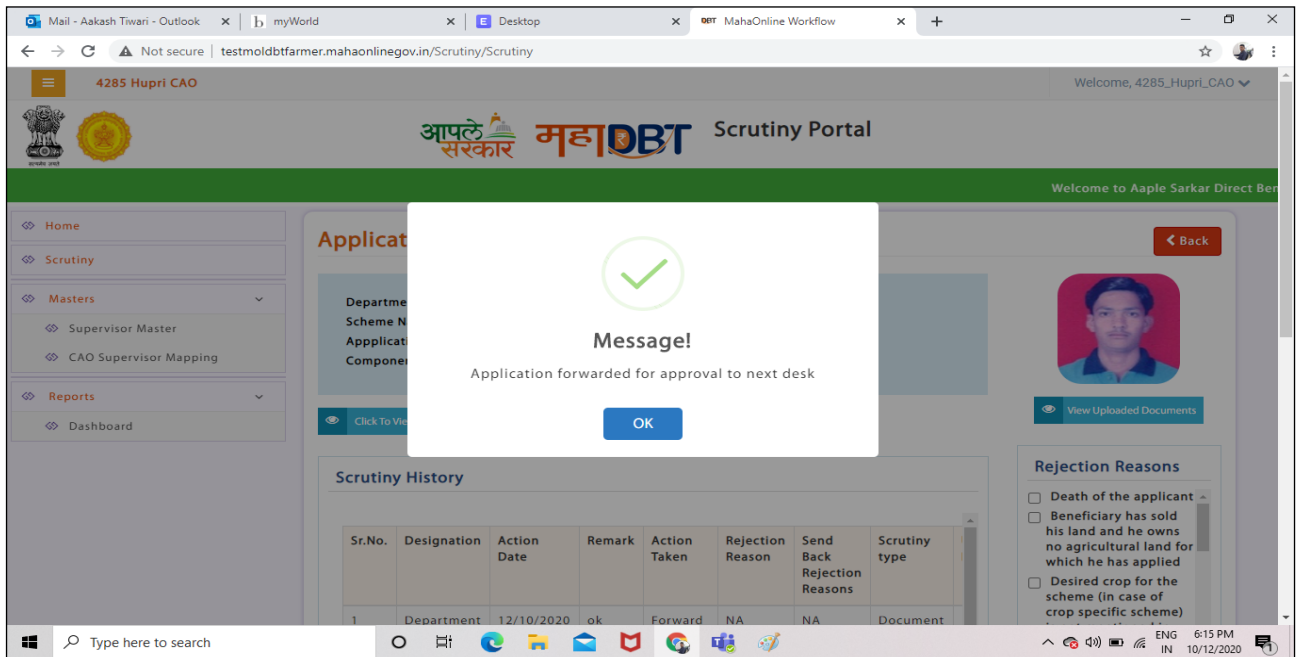 Mail - Aakash Tiwari - Outlook
myWorld
Desktop
DBT MahaOnline Workflow
Not secure | testmoldbtfarmer.mahaonlinegov.in/Scrutiny/Scrutiny
4285 Hupri CAO
Welcome, 4285_Hupri_CAO
आपले सरकार
महाDBT
Scrutiny Portal
Welcome to Aaple Sarkar Direct Ben
Home
Scrutiny
Masters
Supervisor Master
CAO Supervisor Mapping
Reports
Dashboard
Applicat
Back
Departme
Scheme N
Appplicati
Componen
Message!
Application forwarded for approval to next desk
OK
Click To Vie
View Uploaded Documents
Scrutiny History
Sr.No. Designation Action Date Remark Action Taken Rejection Reason Send Back Rejection Reasons Scrutiny type
1 Department 12/10/2020 ok Forward NA NA Document
Rejection Reasons
Death of the applicant
Beneficiary has sold
his land and he owns
no agricultural land for
which he has applied
Desired crop for the
scheme (in case of
crop specific scheme)
Type here to search
ENG 6:15 PM
IN 10/12/2020
1